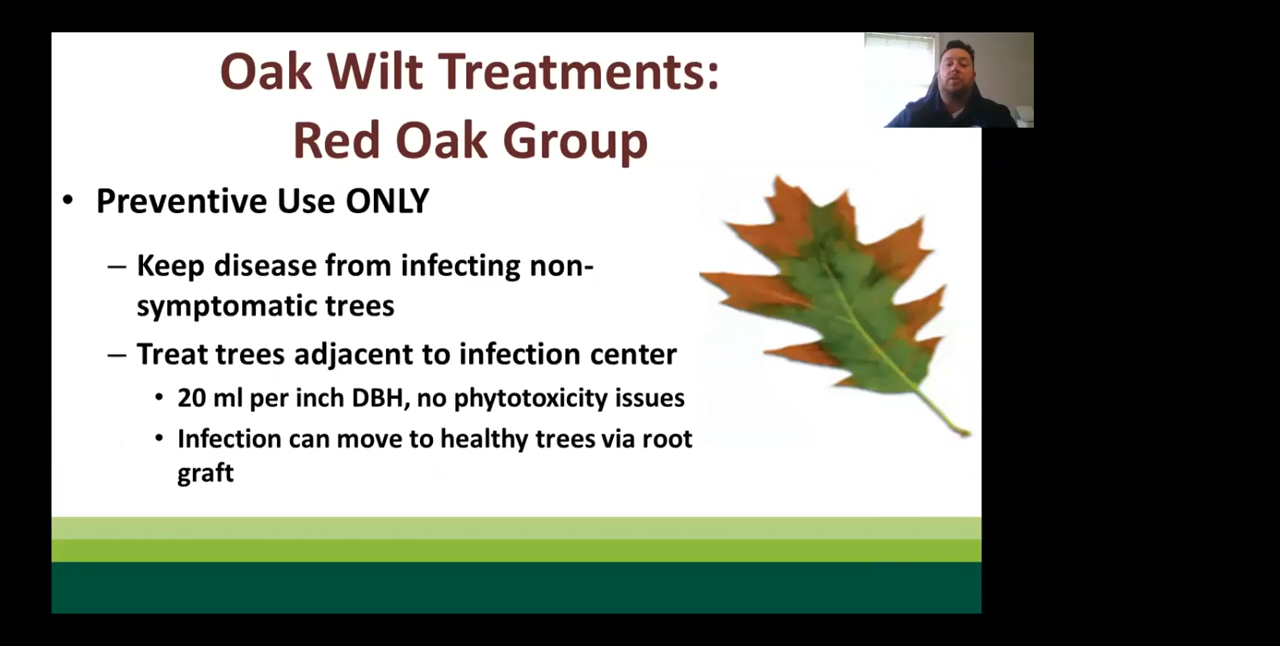 Oak Wilt Treatments:
Red Oak Group
• Preventive Use ONLY
– Keep disease from infecting non-
symptomatic trees
– Treat trees adjacent to infection center
• 20 ml per inch DBH, no phytotoxicity issues
• Infection can move to healthy trees via root
graft